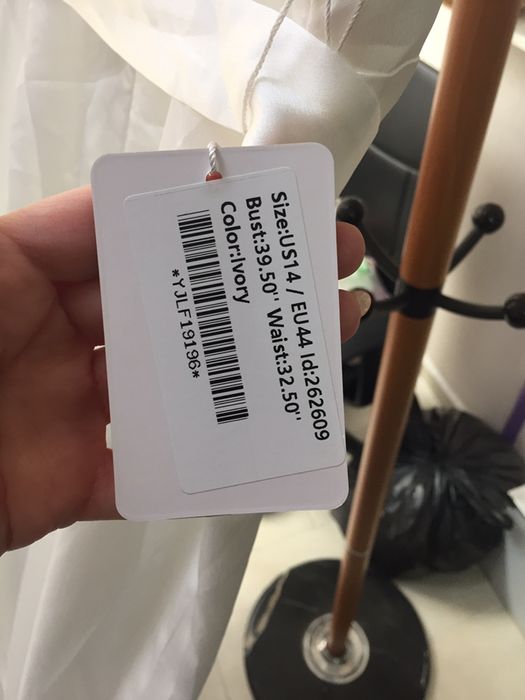 Size:US14 / EU44 Id:262609
Bust:39.50'' Waist:32.50''
Color:Ivory
*YJLF19196*